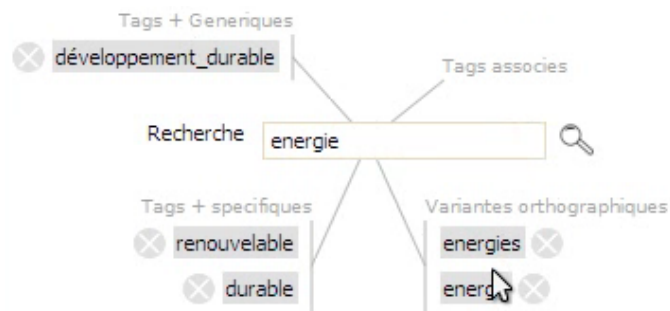 Tags + Generiques
développement_durable
Tags associes
Recherche
energie
Tags + specifiques
Variantes orthographiques
renouvelable
energies
durable